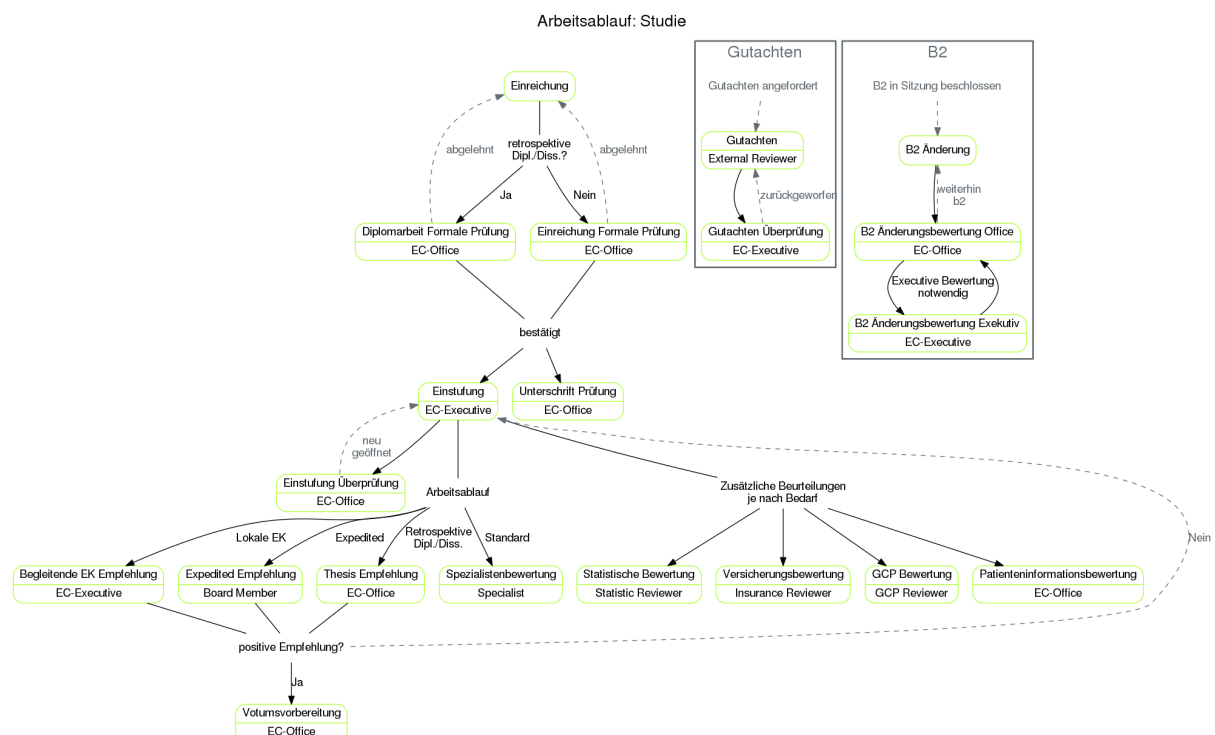 Arbeitsablauf: Studie
Einreichung
retrospektive
Dipl./Diss.?
abgelehnt
abgelehnt
Ja
Nein
Diplomarbeit Formale Prüfung
EC-Office
Einreichung Formale Prüfung
EC-Office
bestätigt
Einstufung
EC-Executive
Unterschrift Prüfung
EC-Office
neu
geöffnet
Einstufung Überprüfung
EC-Office
Arbeitsablauf
Zusätzliche Beurteilungen
je nach Bedarf
Lokale EK
Expedited
Retrospektive
Dipl./Diss.
Standard
Nein
Begleitende EK Empfehlung
EC-Executive
Expedited Empfehlung
Board Member
Thesis Empfehlung
EC-Office
Spezialistenbewertung
Specialist
Statistische Bewertung
Statistic Reviewer
Versicherungsbewertung
Insurance Reviewer
GCP Bewertung
GCP Reviewer
Patienteninformationsbewertung
EC-Office
positive Empfehlung?
Ja
Votumsvorbereitung
EC-Office
Gutachten
Gutachten angefordert
Gutachten
External Reviewer
zurückgeworfen
Gutachten Überprüfung
EC-Executive
B2
B2 in Sitzung beschlossen
B2 Änderung
weiterhin
b2
B2 Änderungsbewertung Office
EC-Office
Executive Bewertung
notwendig
B2 Änderungsbewertung Exekutiv
EC-Executive